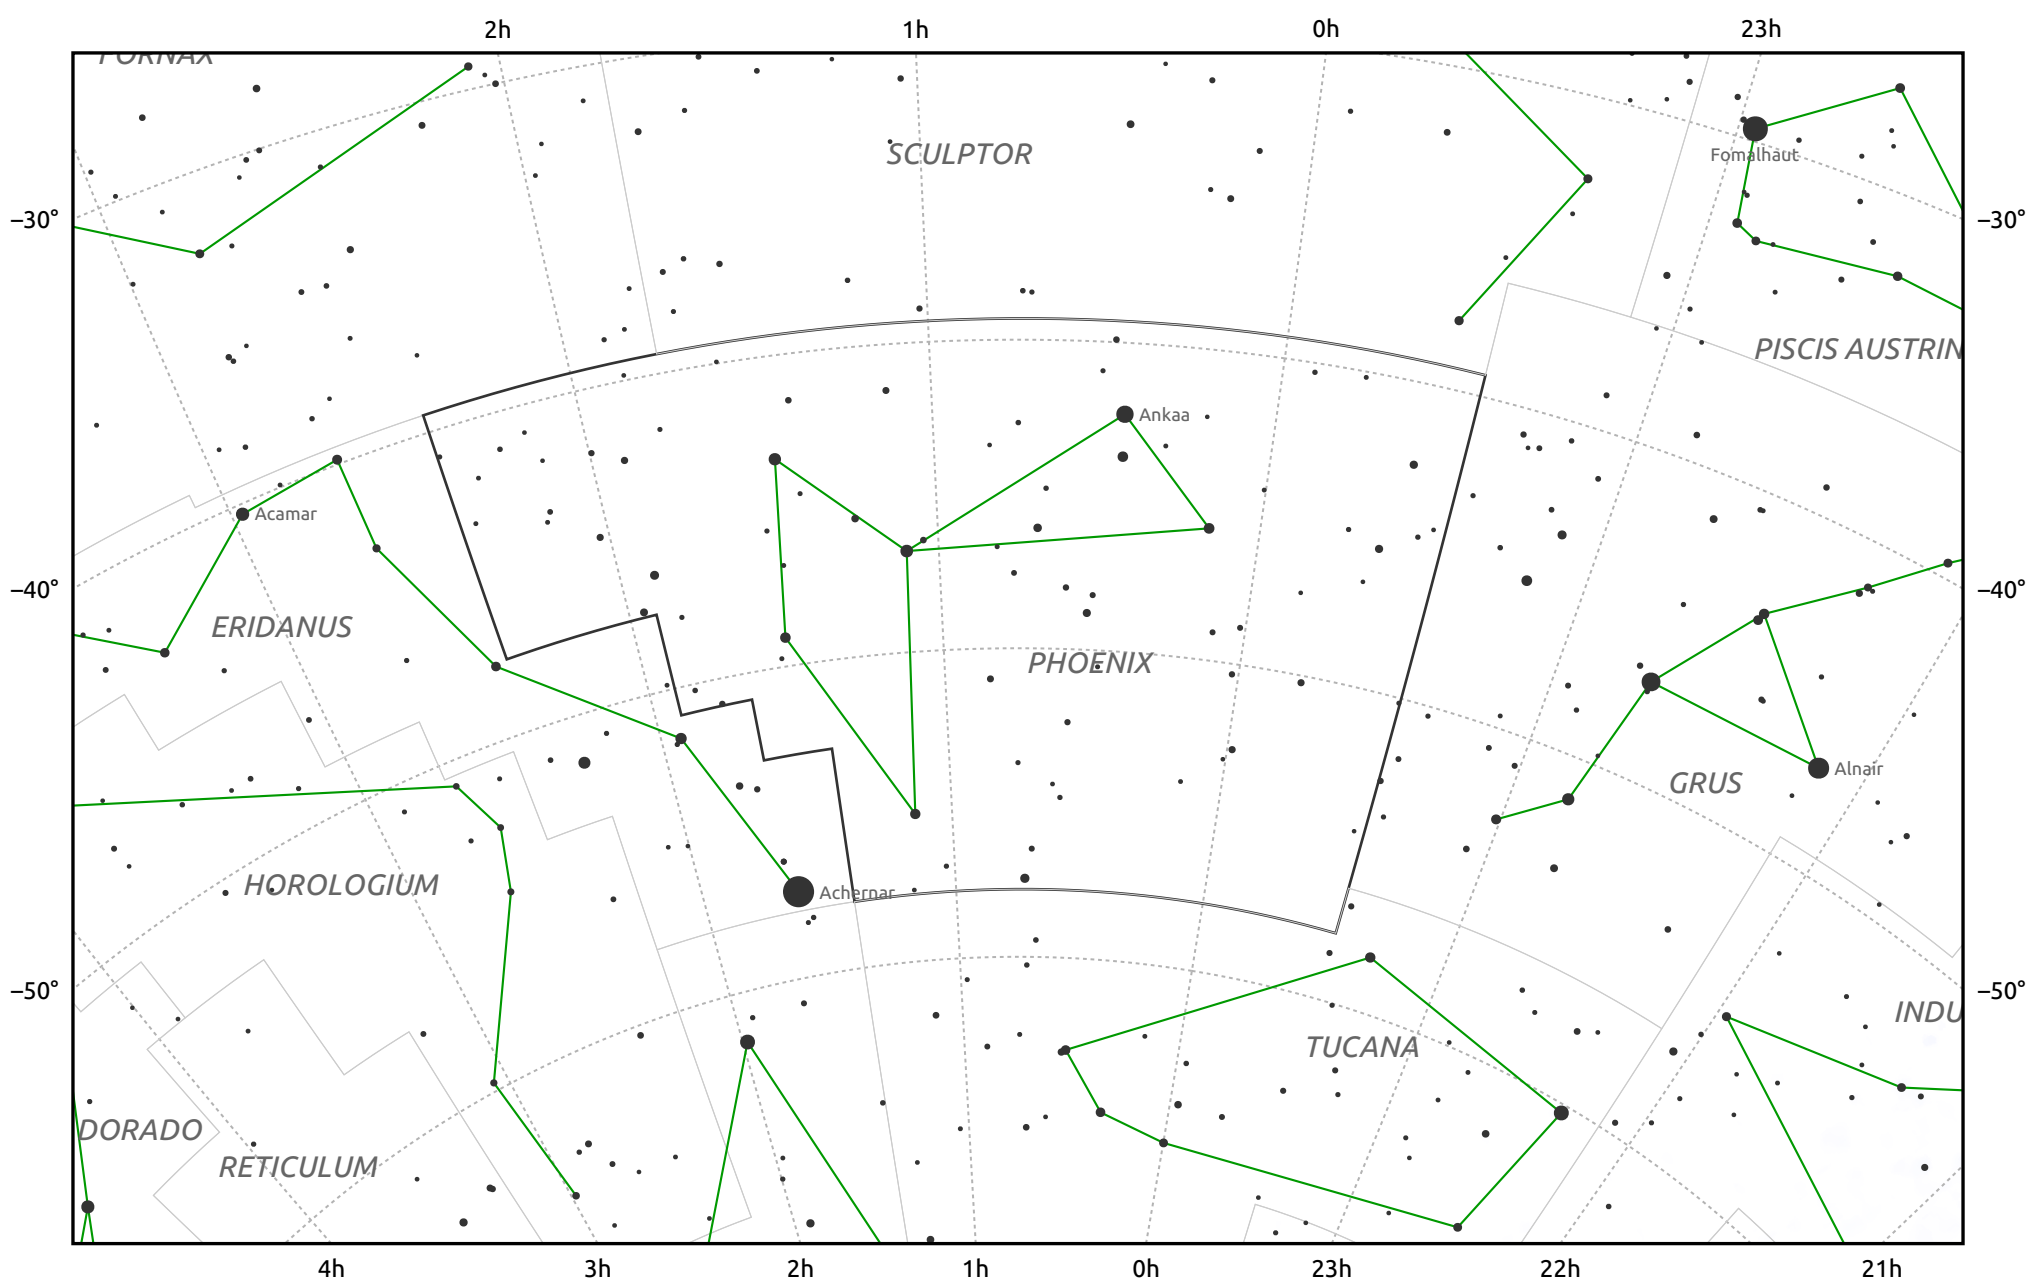 2h 1h 0h 23h
FORNAX
SCULPTOR
Fomalhaut
–30° –30°
PISCIS AUSTRIN
Ankaa
Acamar
–40° –40°
ERIDANUS
PHOENIX
Alnair
GRUS
HOROLOGIUM
Achernar
–50° –50°
INDU
TUCANA
DORADO
RETICULUM
4h 3h 2h 1h 0h 23h 22h 21h